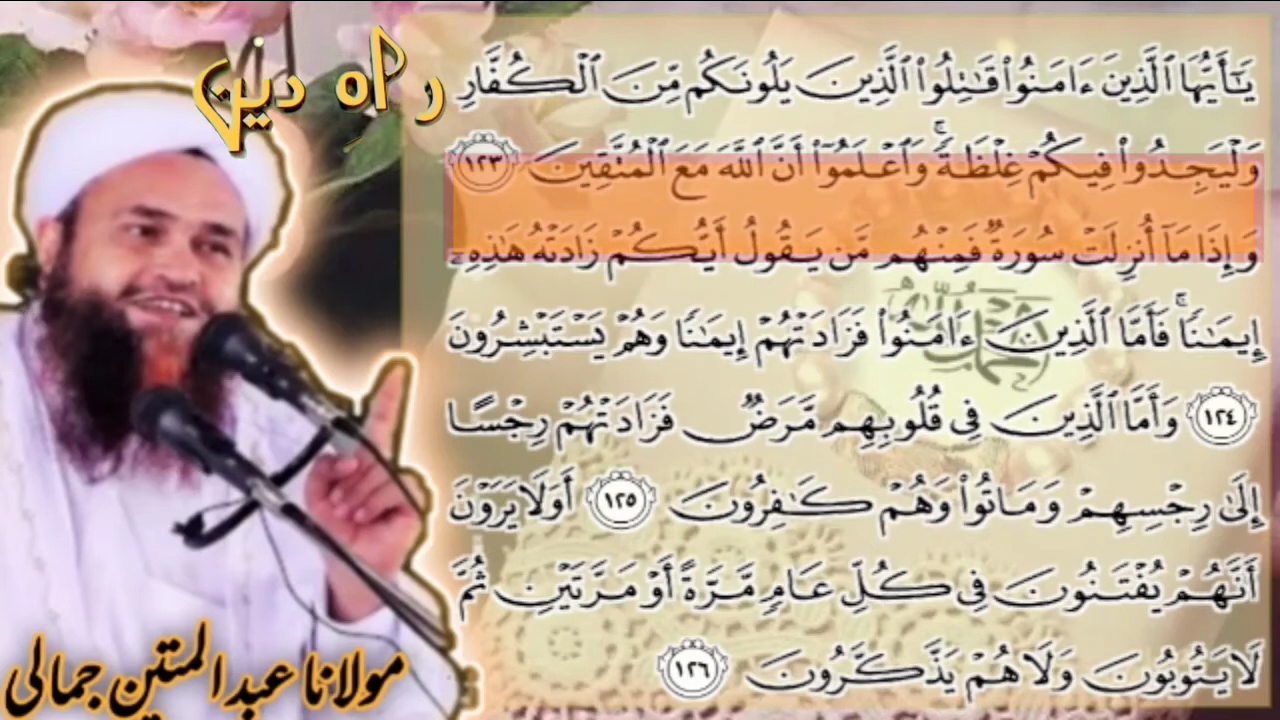 راہ دین
يَٰٓأَيُّهَا ٱلَّذِينَ ءَامَنُوا۟ قَٰتِلُوا۟ ٱلَّذِينَ يَلُونَكُم مِّنَ ٱلْكُفَّارِ
وَلْيَجِدُوا۟ فِيكُمْ غِلْظَةً ۚ وَٱعْلَمُوٓا۟ أَنَّ ٱللَّهَ مَعَ ٱلْمُتَّقِينَ ١٢٣
وَإِذَا مَآ أُنزِلَتْ سُورَةٌ فَمِنْهُم مَّن يَقُولُ أَيُّكُمْ زَادَتْهُ هَٰذِهِۦٓ
إِيمَٰنًا ۚ فَأَمَّا ٱلَّذِينَ ءَامَنُوا۟ فَزَادَتْهُمْ إِيمَٰنًا وَهُمْ يَسْتَبْشِرُونَ
١٢٤ وَأَمَّا ٱلَّذِينَ فِى قُلُوبِهِم مَّرَضٌ فَزَادَتْهُمْ رِجْسًا
إِلَىٰ رِجْسِهِمْ وَمَاتُوا۟ وَهُمْ كَٰفِرُونَ ١٢٥ أَوَلَا يَرَوْنَ
أَنَّهُمْ يُفْتَنُونَ فِى كُلِّ عَامٍ مَّرَّةً أَوْ مَرَّتَيْنِ ثُمَّ
لَا يَتُوبُونَ وَلَا هُمْ يَذَّكَّرُونَ ١٢٦
مولانا عبدالمتین جمالی